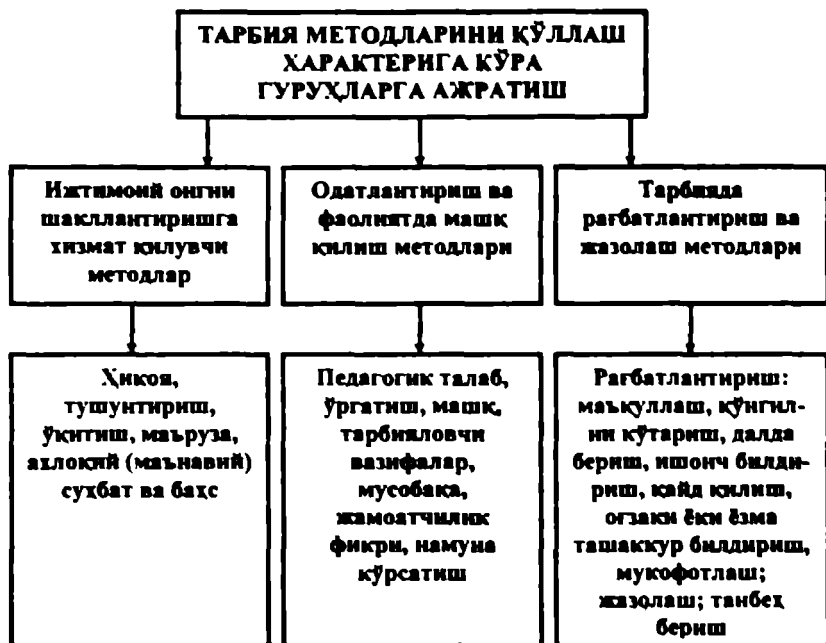 ТАРБИЯ МЕТОДЛАРИНИ ҚЎЛЛАШ
ХАРАКТЕРИГА КЎРА
ГУРУҲЛАРГА АЖРАТИШ
Ижтимоий онгни
шакллантиришга
хизмат қилувчи
методлар
Одатлантириш ва
фаолиятда машқ
қилиш методлари
Тарбияда
рағбатлантириш ва
жазолаш методлари
Ҳикоя,
тушунтириш,
ўқитиш, маъруза,
ахлоқий (маънавий)
суҳбат ва баҳс
Педагогик талаб,
ўргатиш, машқ,
тарбияловчи
вазифалар,
мусобақа,
жамоатчилик
фикри, намуна
кўрсатиш
Рағбатлантириш:
маъқуллаш, кўнгил-
ни кўтариш, далда
бериш, ишонч билди-
риш, қайд қилиш,
оғзаки ёки ёзма
ташаккур билдириш,
мукофотлаш;
жазолаш; танбеҳ
бериш